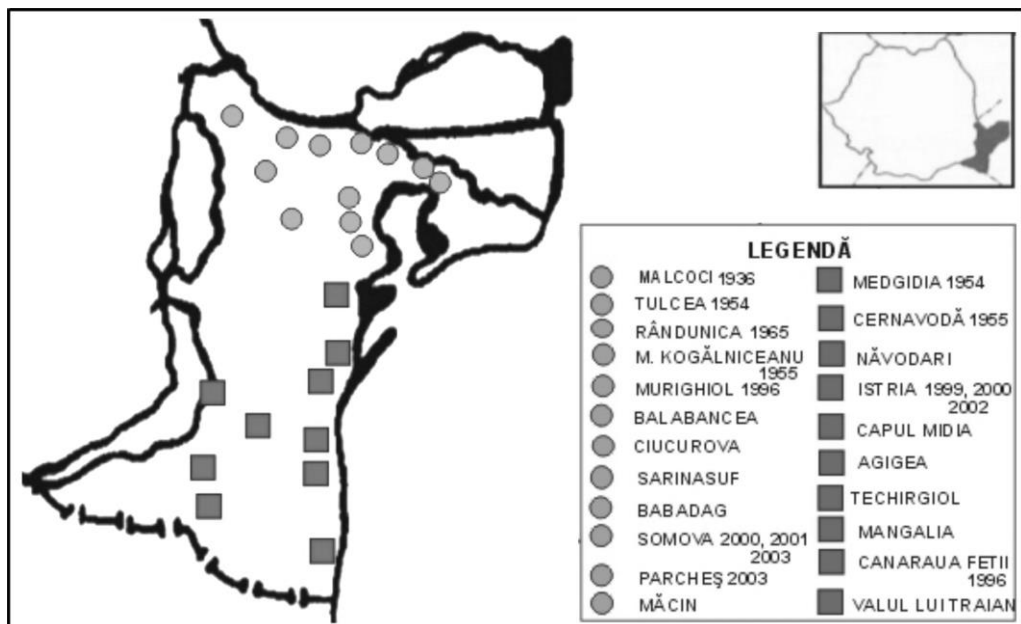 LEGENDĂ
MALCOCI 1936
TULCEA 1954
RÂNDUNICA 1965
M. KOGĂLNICEANU
1955
MURIGHIOL 1996
BALABANCEA
CIUCUROVA
SARINASUF
BABADAG
SOMOVA 2000, 2001
2003
PARCHEŞ 2003
MĂCIN
MEDGIDIA 1954
CERNAVODĂ 1955
NĂVODARI
ISTRIA 1999, 2000
2002
CAPUL MIDIA
AGIGEA
TECHIRGIOL
MANGALIA
CANARAUA FETII
1996
VALUL LUI TRAIAN